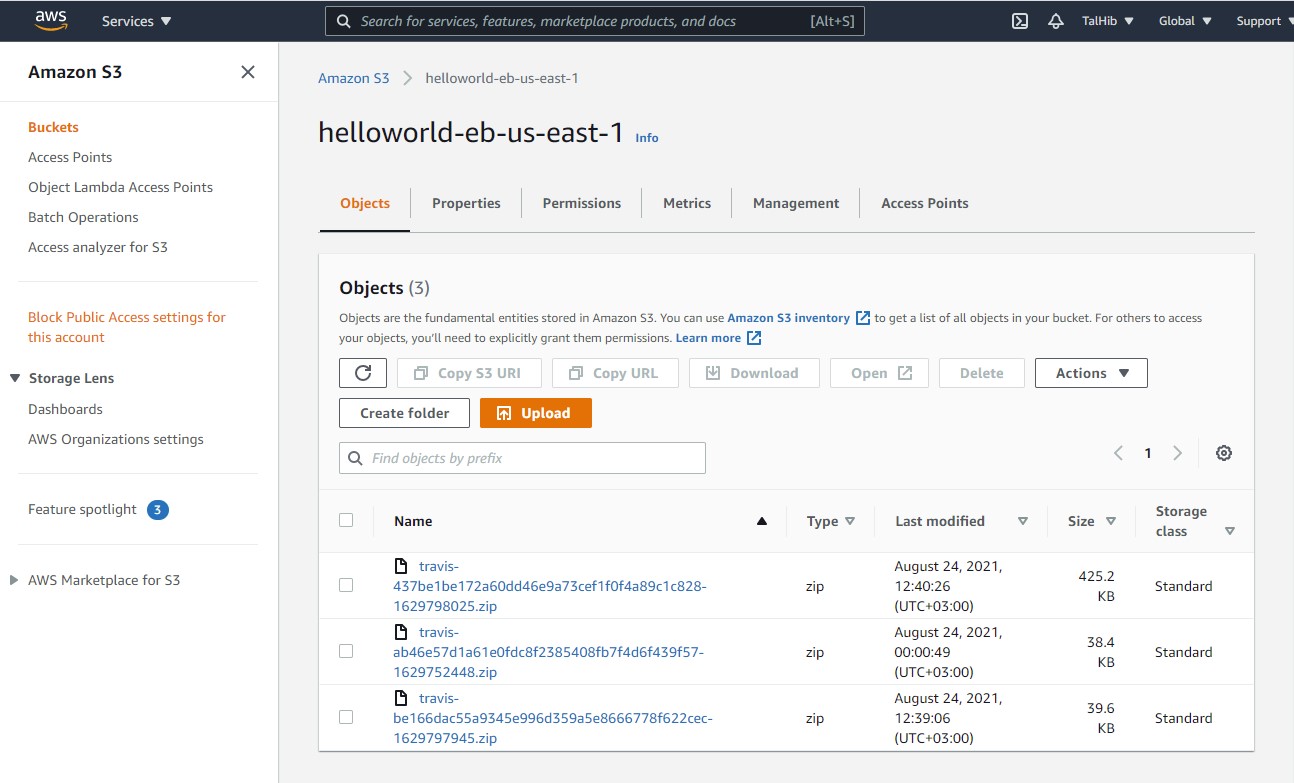 aws
Services
Search for services, features, marketplace products, and docs [Alt+S]
TalHib
Global
Support
Amazon S3
Buckets
Access Points
Object Lambda Access Points
Batch Operations
Access analyzer for S3
Block Public Access settings for
this account
Storage Lens
Dashboards
AWS Organizations settings
Feature spotlight 3
AWS Marketplace for S3
Amazon S3 helloworld-eb-us-east-1
helloworld-eb-us-east-1 Info
Objects Properties Permissions Metrics Management Access Points
Objects (3)
Objects are the fundamental entities stored in Amazon S3. You can use Amazon S3 inventory to get a list of all objects in your bucket. For others to access
your objects, you'll need to explicitly grant them permissions. Learn more
Copy S3 URI Copy URL Download Open Delete Actions
Create folder Upload
Find objects by prefix
1
Name Type Last modified Size Storage
class
travis-
437be1be172a60dd46e9a73cef1f0f4a89c1c828-
1629798025.zip
zip
August 24, 2021,
12:40:26
(UTC+03:00)
425.2
KB
Standard
travis-
ab46e57d1a61e0fdc8f2385408fb7f4d6f439f57-
1629752448.zip
zip
August 24, 2021,
00:00:49
(UTC+03:00)
38.4
KB
Standard
travis-
be166dac55a9345e996d359a5e8666778f622cec-
1629797945.zip
zip
August 24, 2021,
12:39:06
(UTC+03:00)
39.6
KB
Standard